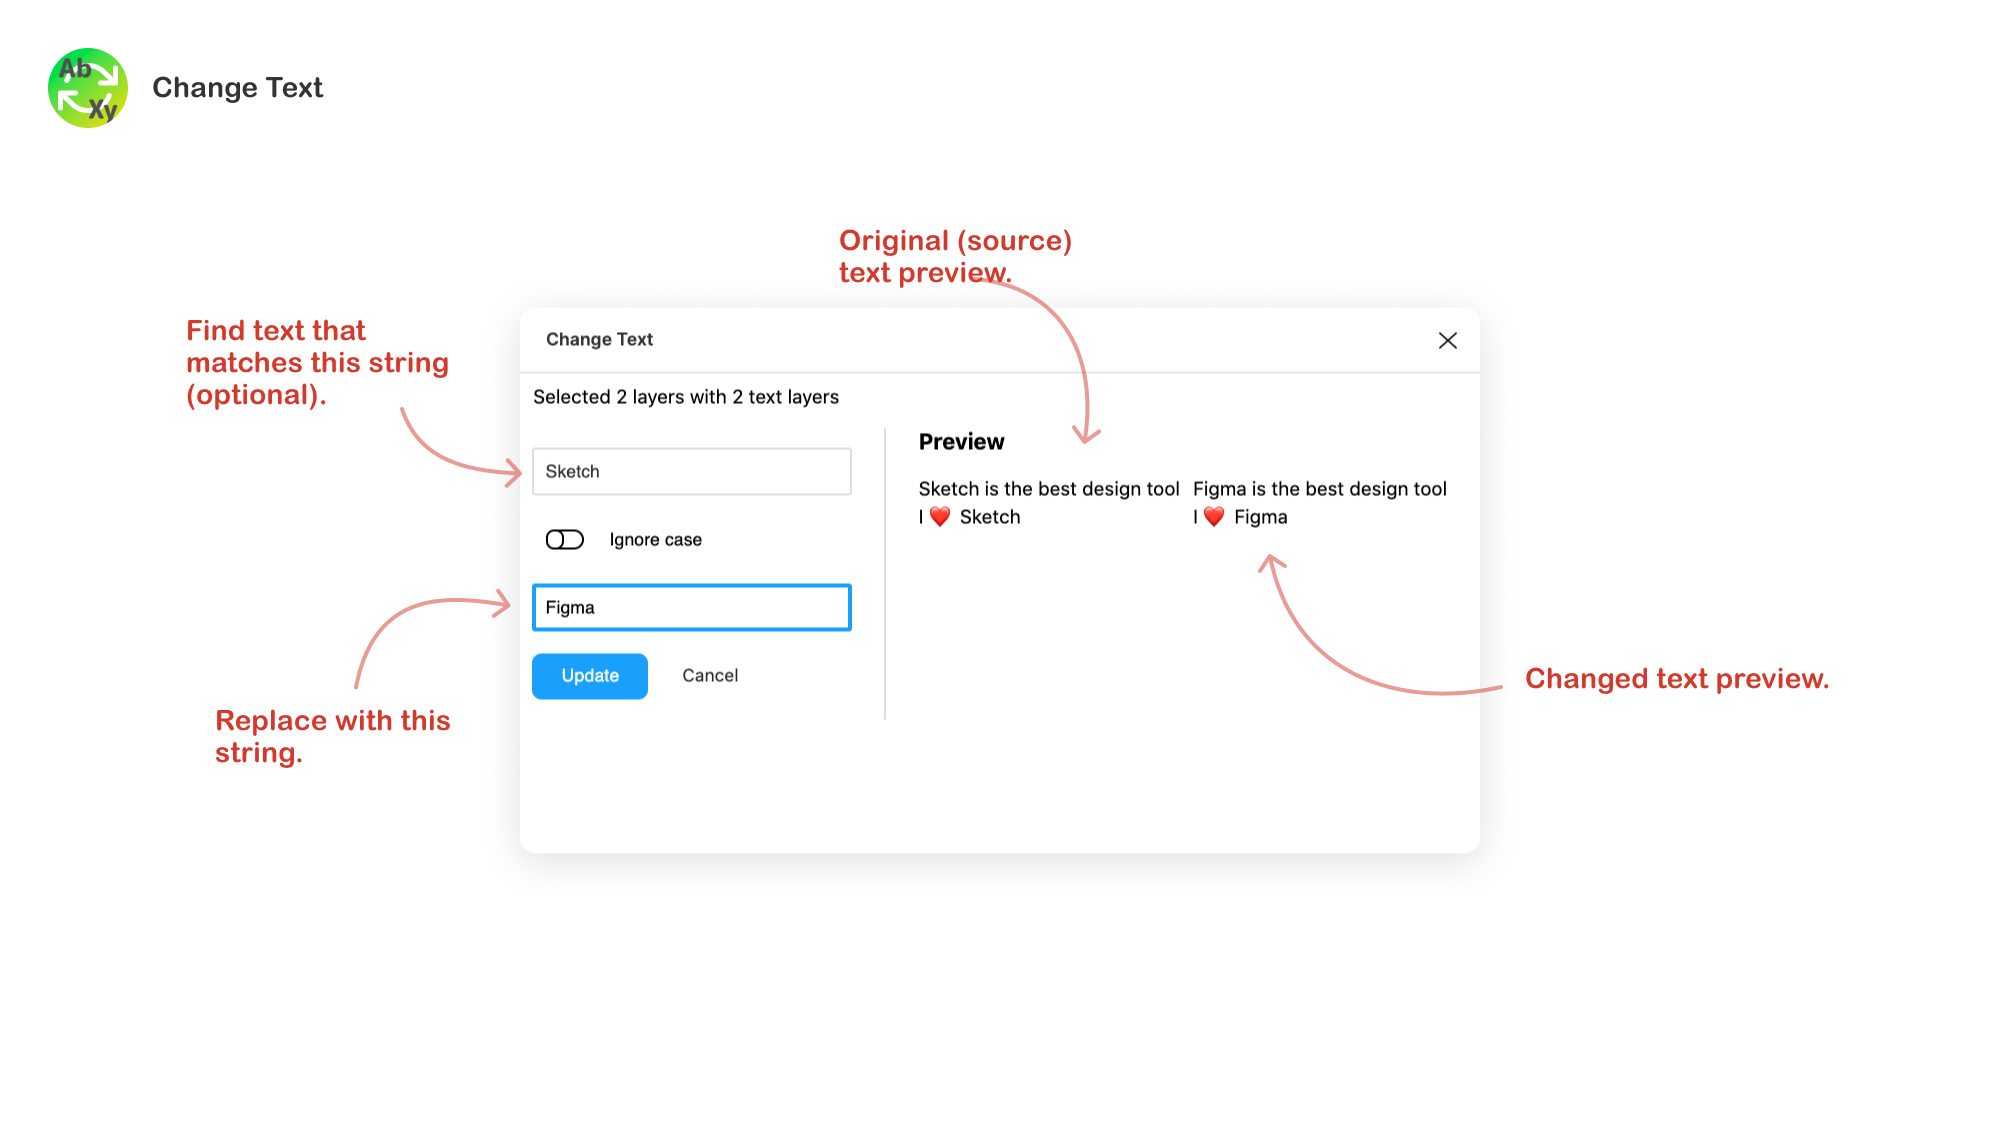 Ab
Xy
Change Text
Original (source)
text preview.
Find text that
matches this string
(optional).
Change Text
Selected 2 layers with 2 text layers
Sketch
Ignore case
Figma
Update Cancel
Preview
Sketch is the best design tool Figma is the best design tool
I ❤️ Sketch I ❤️ Figma
Replace with this
string.
Changed text preview.